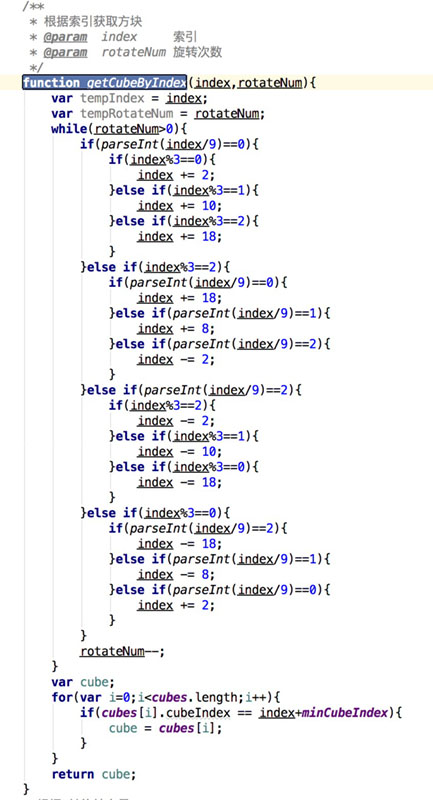 /**
 * 根据索引获取方块
 * @param  index     索引
 * @param  rotateNum 旋转次数
 */
function getCubeByIndex(index,rotateNum){
    var tempIndex = index;
    var tempRotateNum = rotateNum;
    while(rotateNum>0){
        if(parseInt(index/9)==0){
            if(index%3==0){
                index += 2;
            }else if(index%3==1){
                index += 10;
            }else if(index%3==2){
                index += 18;
            }
        }else if(index%3==2){
            if(parseInt(index/9)==0){
                index += 18;
            }else if(parseInt(index/9)==1){
                index += 8;
            }else if(parseInt(index/9)==2){
                index -= 2;
            }
        }else if(parseInt(index/9)==2){
            if(index%3==2){
                index -= 2;
            }else if(index%3==1){
                index -= 10;
            }else if(index%3==0){
                index -= 18;
            }
        }else if(index%3==0){
            if(parseInt(index/9)==2){
                index -= 18;
            }else if(parseInt(index/9)==1){
                index -= 8;
            }else if(parseInt(index/9)==0){
                index += 2;
            }
        }
        rotateNum--;
    }
    var cube;
    for(var i=0;i<cubes.length;i++){
        if(cubes[i].cubeIndex == index+minCubeIndex){
            cube = cubes[i];
        }
    }
    return cube;
}